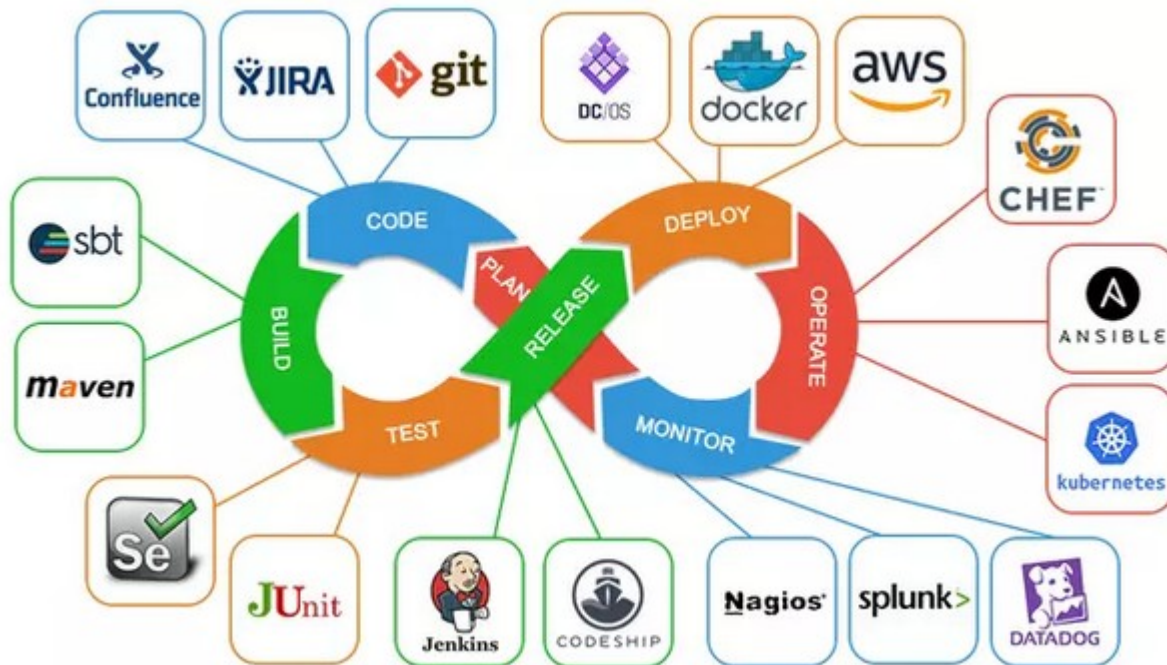 Confluence
JIRA
git
DC/OS
docker
aws
CHEF™
sbt
CODE
DEPLOY
PLAN
RELEASE
BUILD
OPERATE
ANSIBLE
maven
TEST
MONITOR
kubernetes
Se
JUnit
Jenkins
CODESHIP
Nagios®
splunk>
DATADOG